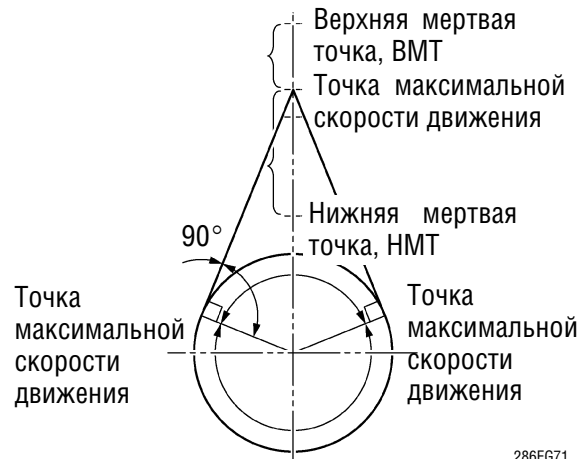 Верхняя мертвая
точка, ВМТ
Точка максимальной
скорости движения
Нижняя мертвая
точка, НМТ
90°
Точка
максимальной
скорости
движения
Точка
максимальной
скорости
движения
286EG71